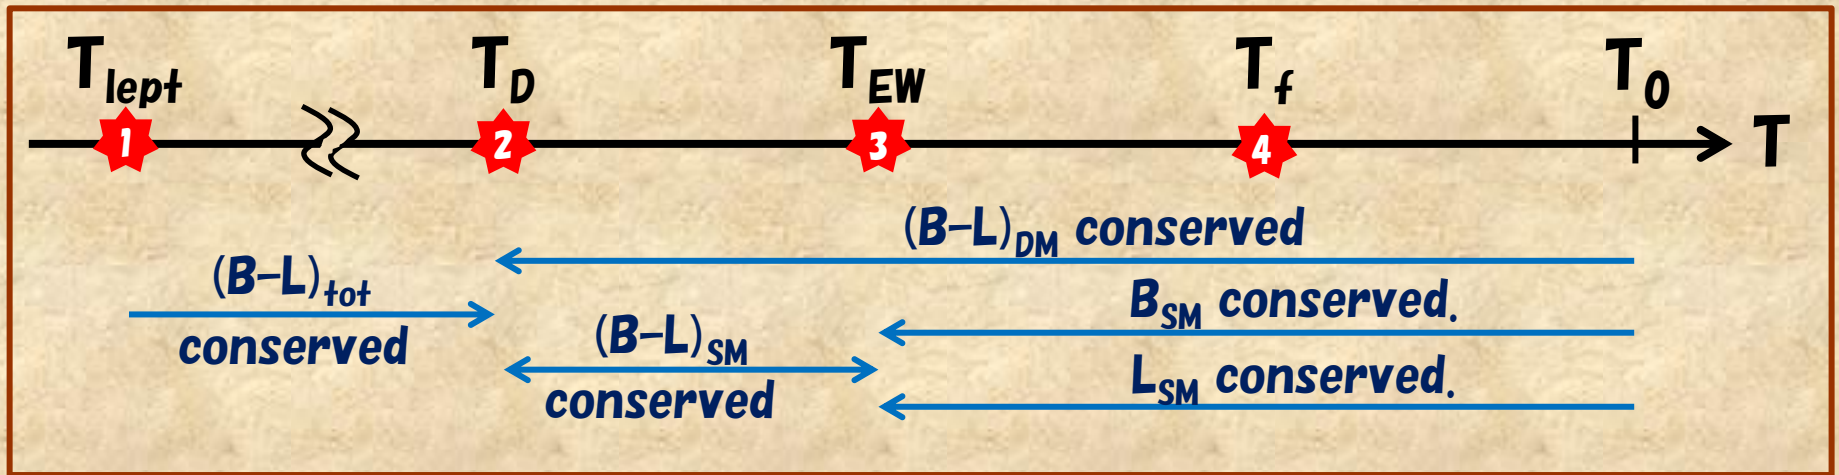 T_lept T_D T_EW T_f T_0
1 2 3 4 T
(B–L)_DM conserved
(B–L)_tot
conserved
B_SM conserved.
(B–L)_SM
conserved
L_SM conserved.